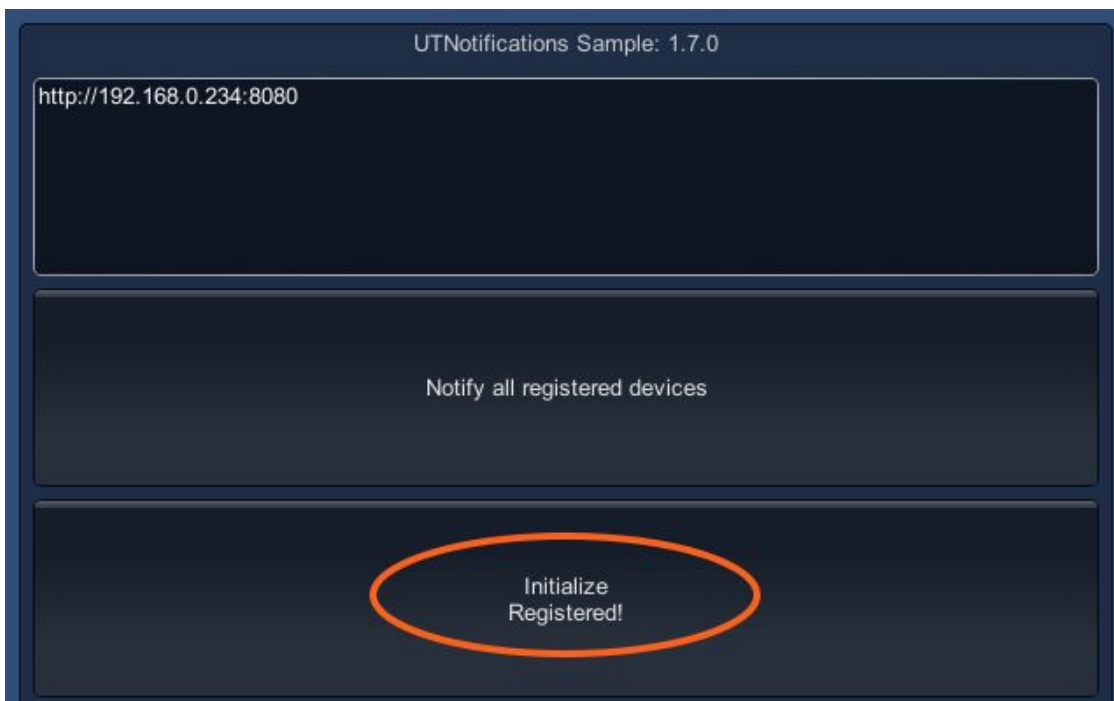 UTNotifications Sample: 1.7.0
http://192.168.0.234:8080
Notify all registered devices
Initialize
Registered!